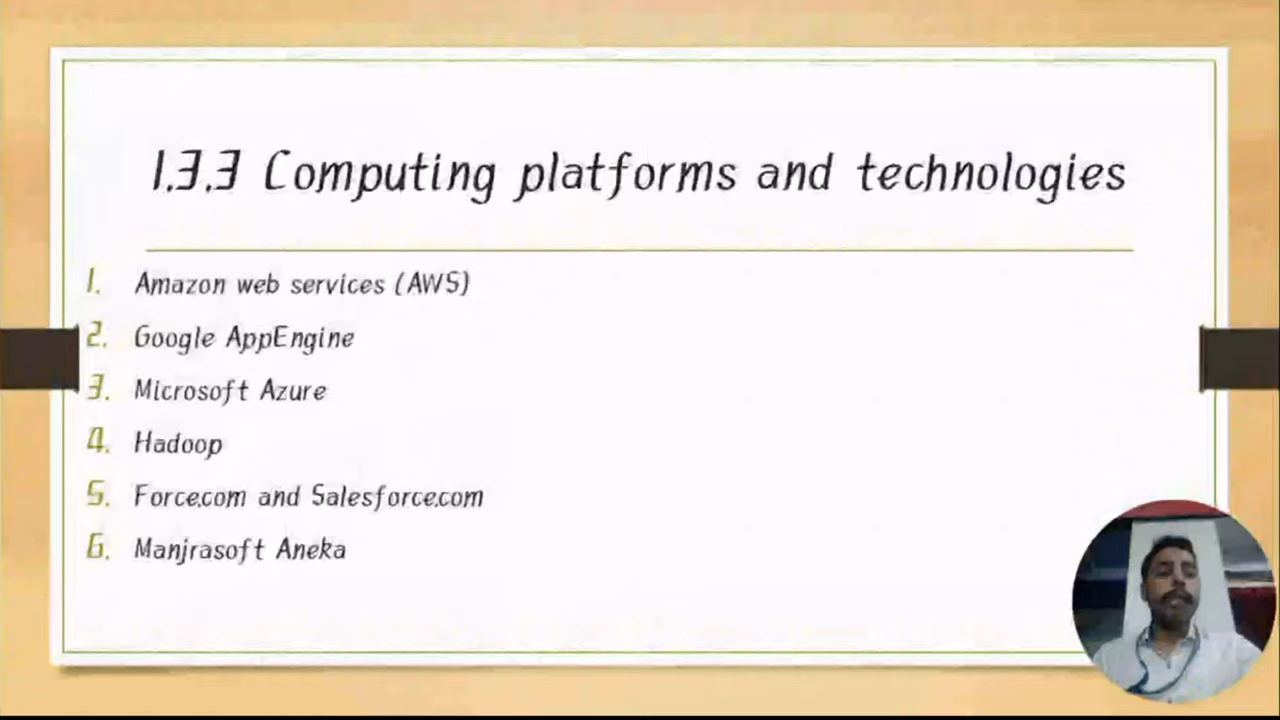 1.3.3 Computing platforms and technologies
1. Amazon web services (AWS)
2. Google AppEngine
3. Microsoft Azure
4. Hadoop
5. Force.com and Salesforce.com
6. Manjrasoft Aneka